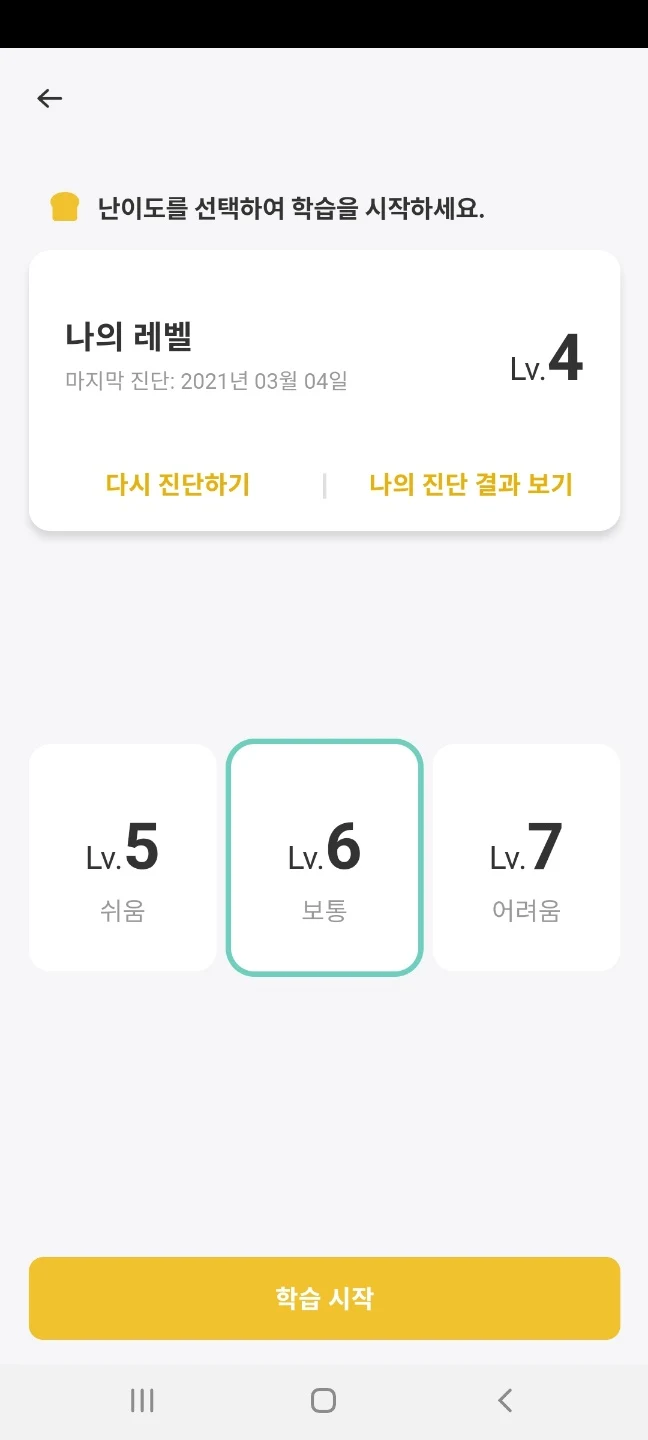 난이도를 선택하여 학습을 시작하세요.
나의 레벨
마지막 진단: 2021년 03월 04일
Lv.4
다시 진단하기 | 나의 진단 결과 보기
Lv.5
쉬움
Lv.6
보통
Lv.7
어려움
학습 시작